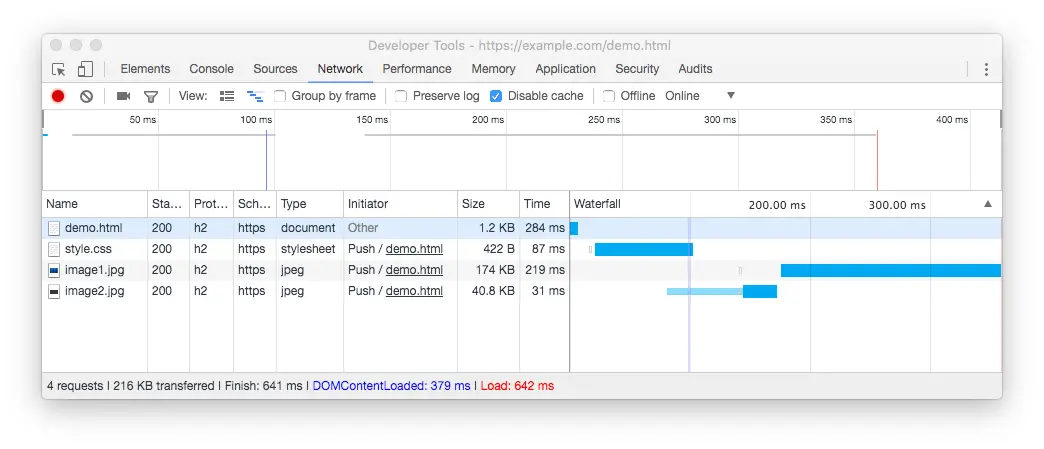 Developer Tools - https://example.com/demo.html
Elements Console Sources Network Performance Memory Application Security Audits
View: Group by frame Preserve log Disable cache Offline Online
50 ms 100 ms 150 ms 200 ms 250 ms 300 ms 350 ms 400 ms
Name Sta... Prot... Sch... Type Initiator Size Time Waterfall 200.00 ms 300.00 ms
demo.html 200 h2 https document Other 1.2 KB 284 ms
style.css 200 h2 https stylesheet Push / demo.html 422 B 87 ms
image1.jpg 200 h2 https jpeg Push / demo.html 174 KB 219 ms
image2.jpg 200 h2 https jpeg Push / demo.html 40.8 KB 31 ms
4 requests | 216 KB transferred | Finish: 641 ms | DOMContentLoaded: 379 ms | Load: 642 ms